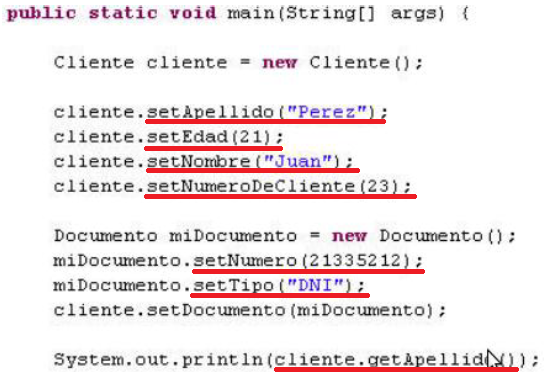 public static void main(String[] args) {
Cliente cliente = new Cliente();
cliente.setApellido("Perez");
cliente.setEdad(21);
cliente.setNombre("Juan");
cliente.setNumeroDeCliente(23);
Documento miDocumento = new Documento();
miDocumento.setNumero(21335212);
miDocumento.setTipo("DNI");
cliente.setDocumento(miDocumento);
System.out.println(cliente.getApellido());